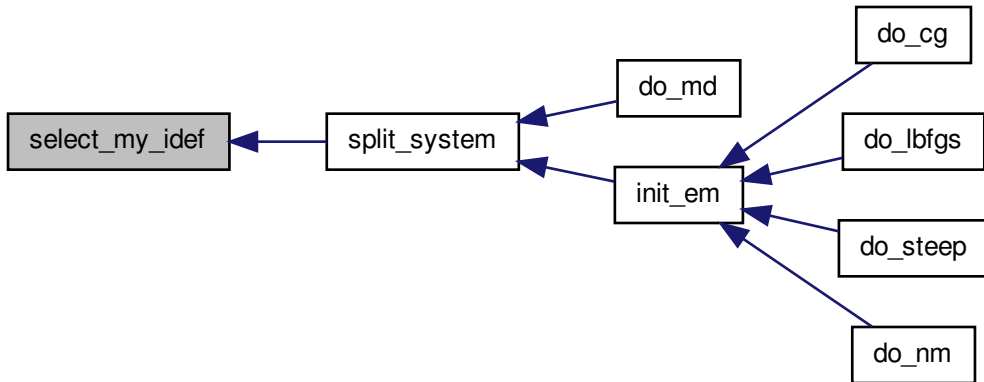 select_my_idef
split_system
do_md
init_em
do_cg
do_lbfgs
do_steep
do_nm